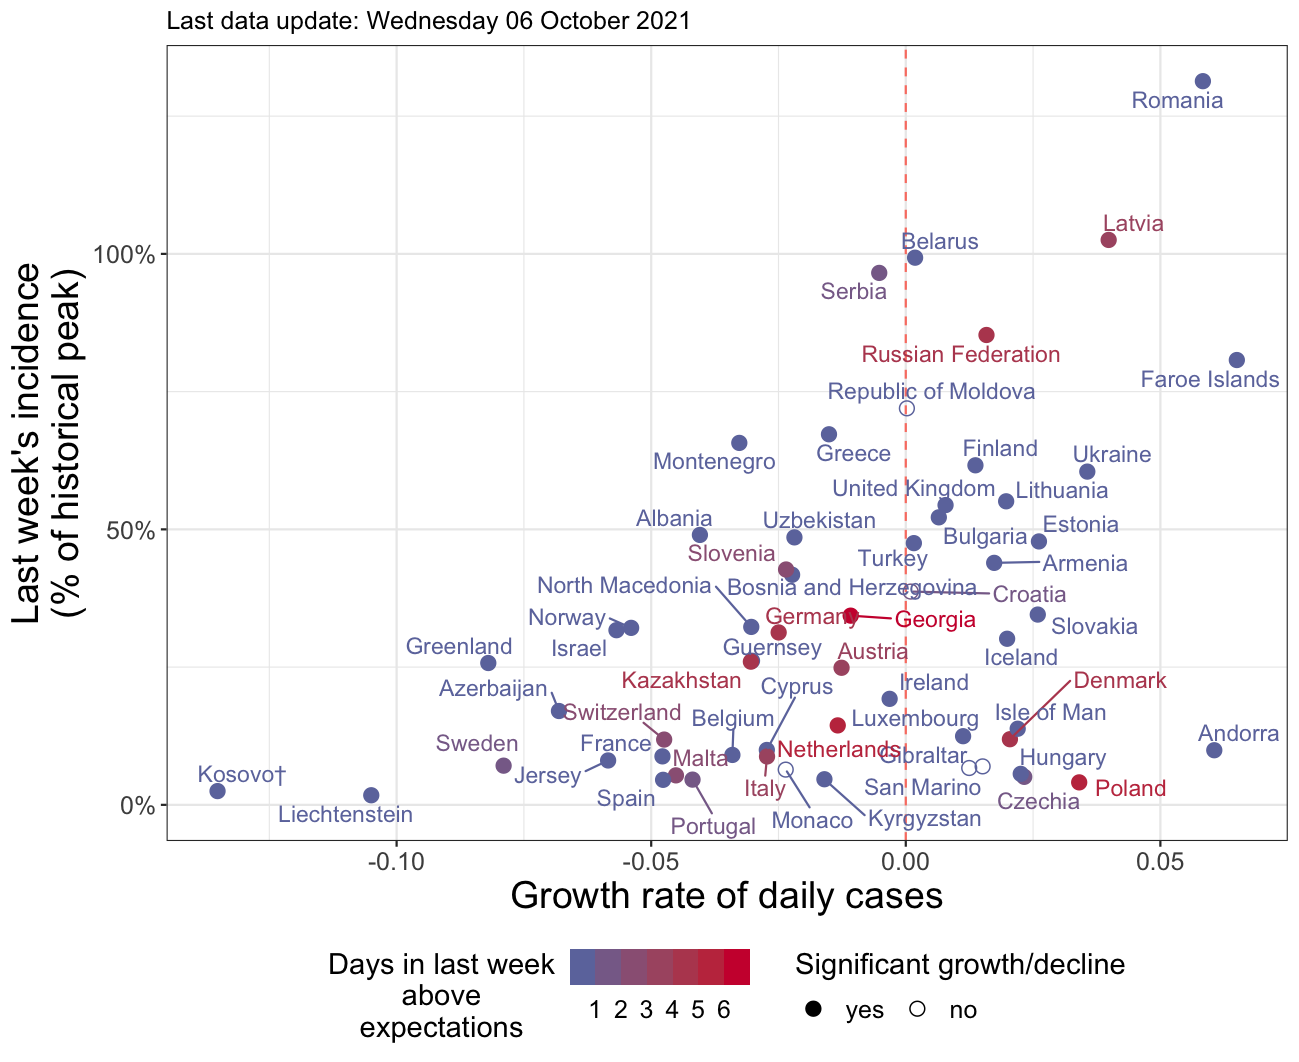 Last data update: Wednesday 06 October 2021
Last week's incidence
(% of historical peak)
100%
50%
0%
Romania
Latvia
Belarus
Serbia
Russian Federation
Faroe Islands
Republic of Moldova
Greece
Montenegro
Finland
Ukraine
United Kingdom
Lithuania
Albania
Uzbekistan
Estonia
Bulgaria
Slovenia
Turkey
Armenia
North Macedonia
Bosnia and Herzegovina
Croatia
Norway
Germany
Georgia
Slovakia
Greenland
Israel
Guernsey
Austria
Iceland
Kazakhstan
Denmark
Azerbaijan
Cyprus
Ireland
Switzerland
Belgium
Luxembourg
Isle of Man
Andorra
Sweden
France
Netherlands
Gibraltar
Hungary
Malta
Kosovo†
Jersey
Italy
San Marino
Poland
Spain
Czechia
Liechtenstein
Portugal
Monaco
Kyrgyzstan
-0.10
-0.05
0.00
0.05
Growth rate of daily cases
Days in last week
above
expectations
1 2 3 4 5 6
Significant growth/decline
yes
no